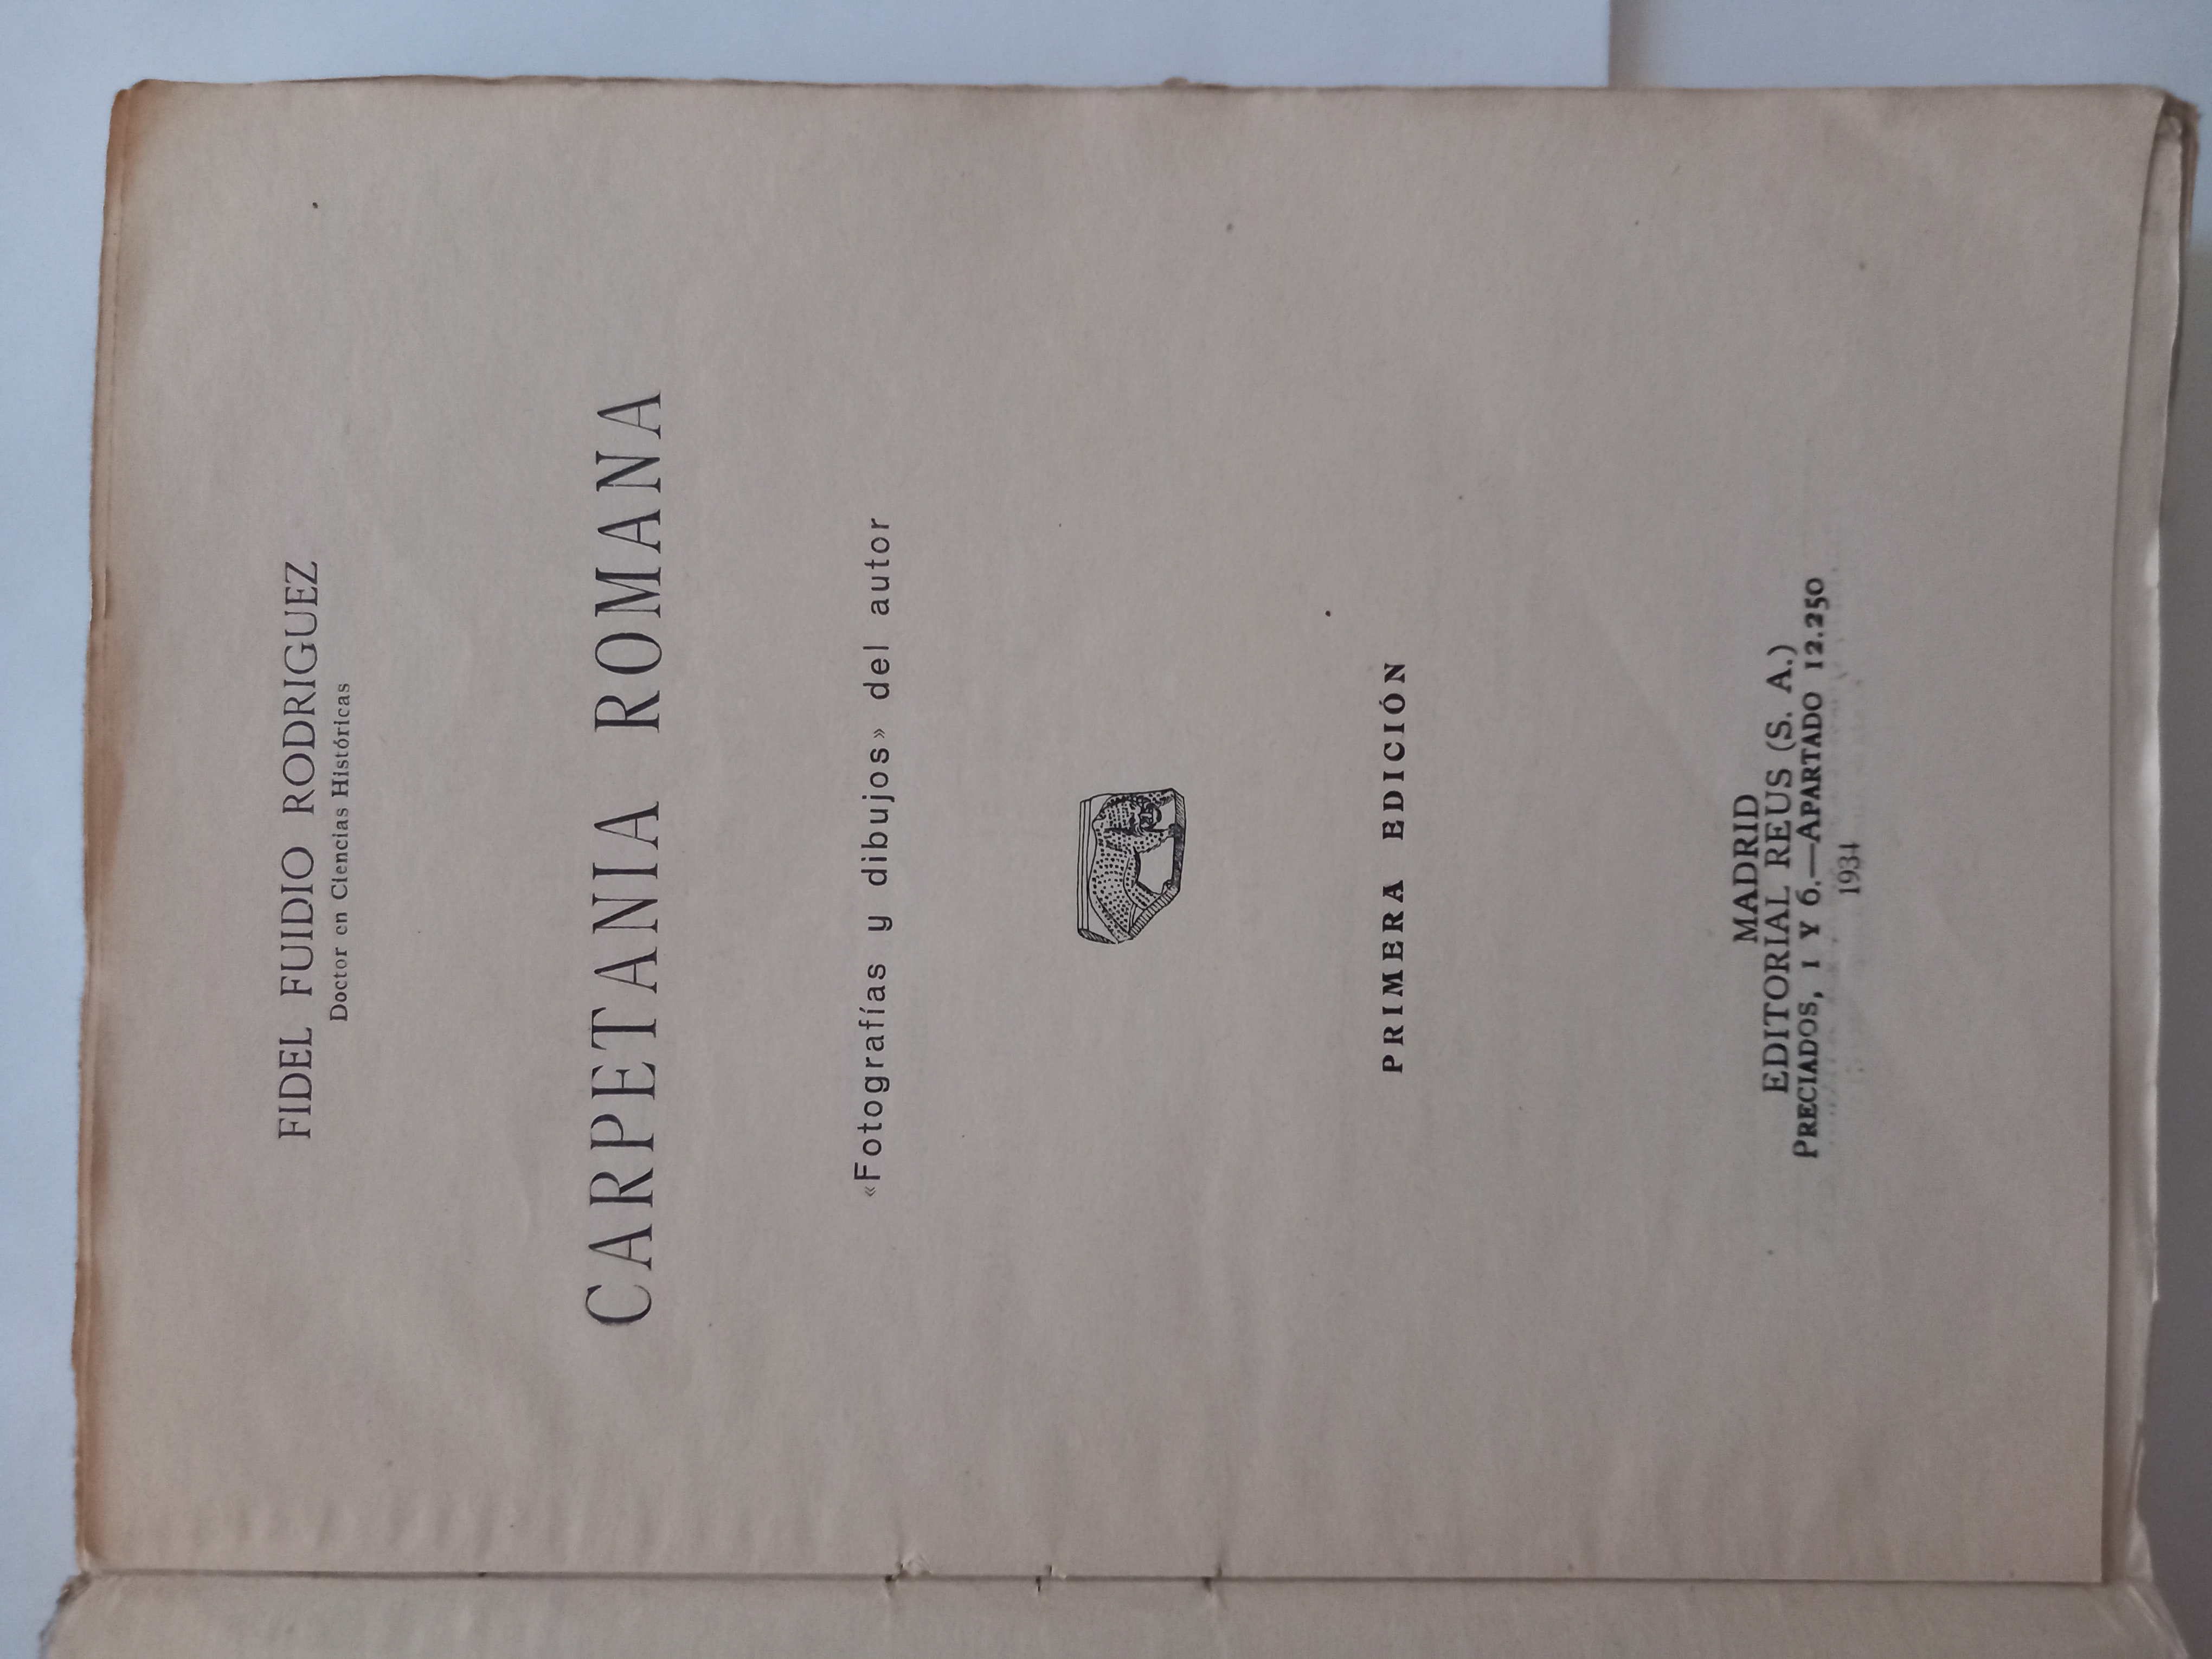 FIDEL FUIDIO RODRIGUEZ
Doctor en Ciencias Históricas
CARPETANIA ROMANA
«Fotografías y dibujos» del autor
PRIMERA EDICIÓN
MADRID
EDITORIAL REUS (S. A.)
PRECIADOS, 1 Y 6.—APARTADO 12.250
1934